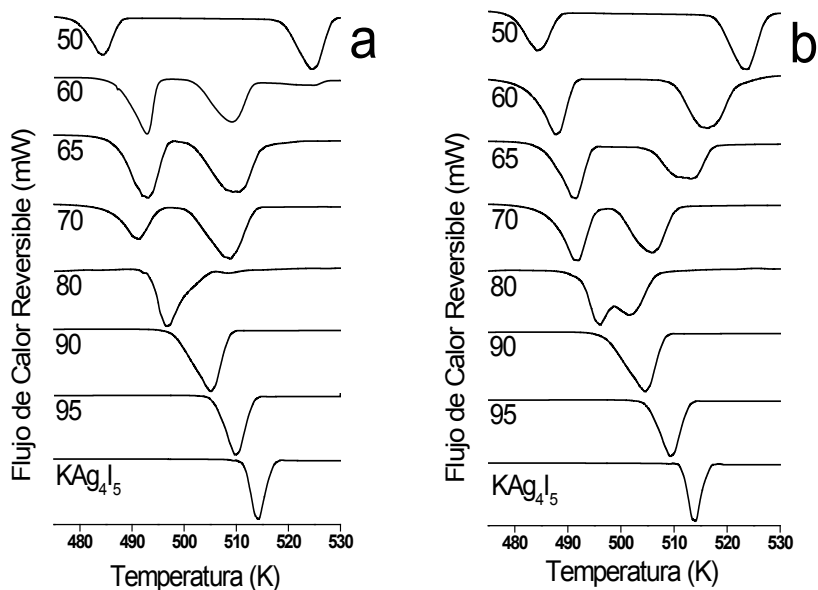 a
Flujo de Calor Reversible (mW)
50
60
65
70
80
90
95
KAg₄I₅
480 490 500 510 520 530
Temperatura (K)
b
Flujo de Calor Reversible (mW)
50
60
65
70
80
90
95
KAg₄I₅
480 490 500 510 520 530
Temperatura (K)